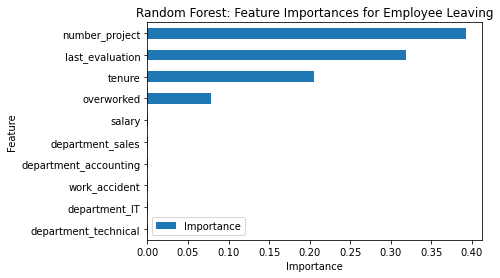 Random Forest: Feature Importances for Employee Leaving
number_project
last_evaluation
tenure
overworked
salary
department_sales
department_accounting
work_accident
department_IT
department_technical
Feature
Importance
0.00 0.05 0.10 0.15 0.20 0.25 0.30 0.35 0.40
Importance